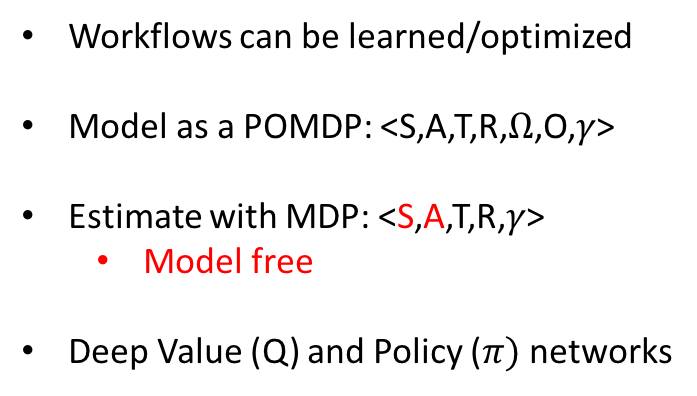 • Workflows can be learned/optimized
• Model as a POMDP: <S,A,T,R,Ω,O,γ>
• Estimate with MDP: <S,A,T,R,γ>
• Model free
• Deep Value (Q) and Policy (π) networks